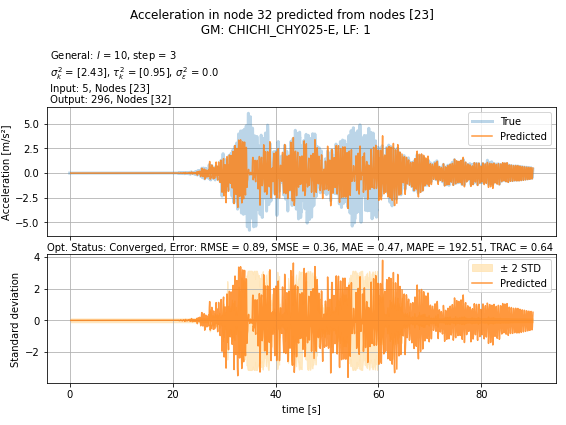 Acceleration in node 32 predicted from nodes [23]
GM: CHICHI_CHY025-E, LF: 1
General: l = 10, step = 3
σ²ₖ = [2.43], τ²ₖ = [0.95], σ²ε = 0.0
Input: 5, Nodes [23]
Output: 296, Nodes [32]
Acceleration [m/s²]
5.0
2.5
0.0
−2.5
−5.0
True
Predicted
Opt. Status: Converged, Error: RMSE = 0.89, SMSE = 0.36, MAE = 0.47, MAPE = 192.51, TRAC = 0.64
Standard deviation
4
2
0
−2
± 2 STD
Predicted
0 20 40 60 80
time [s]